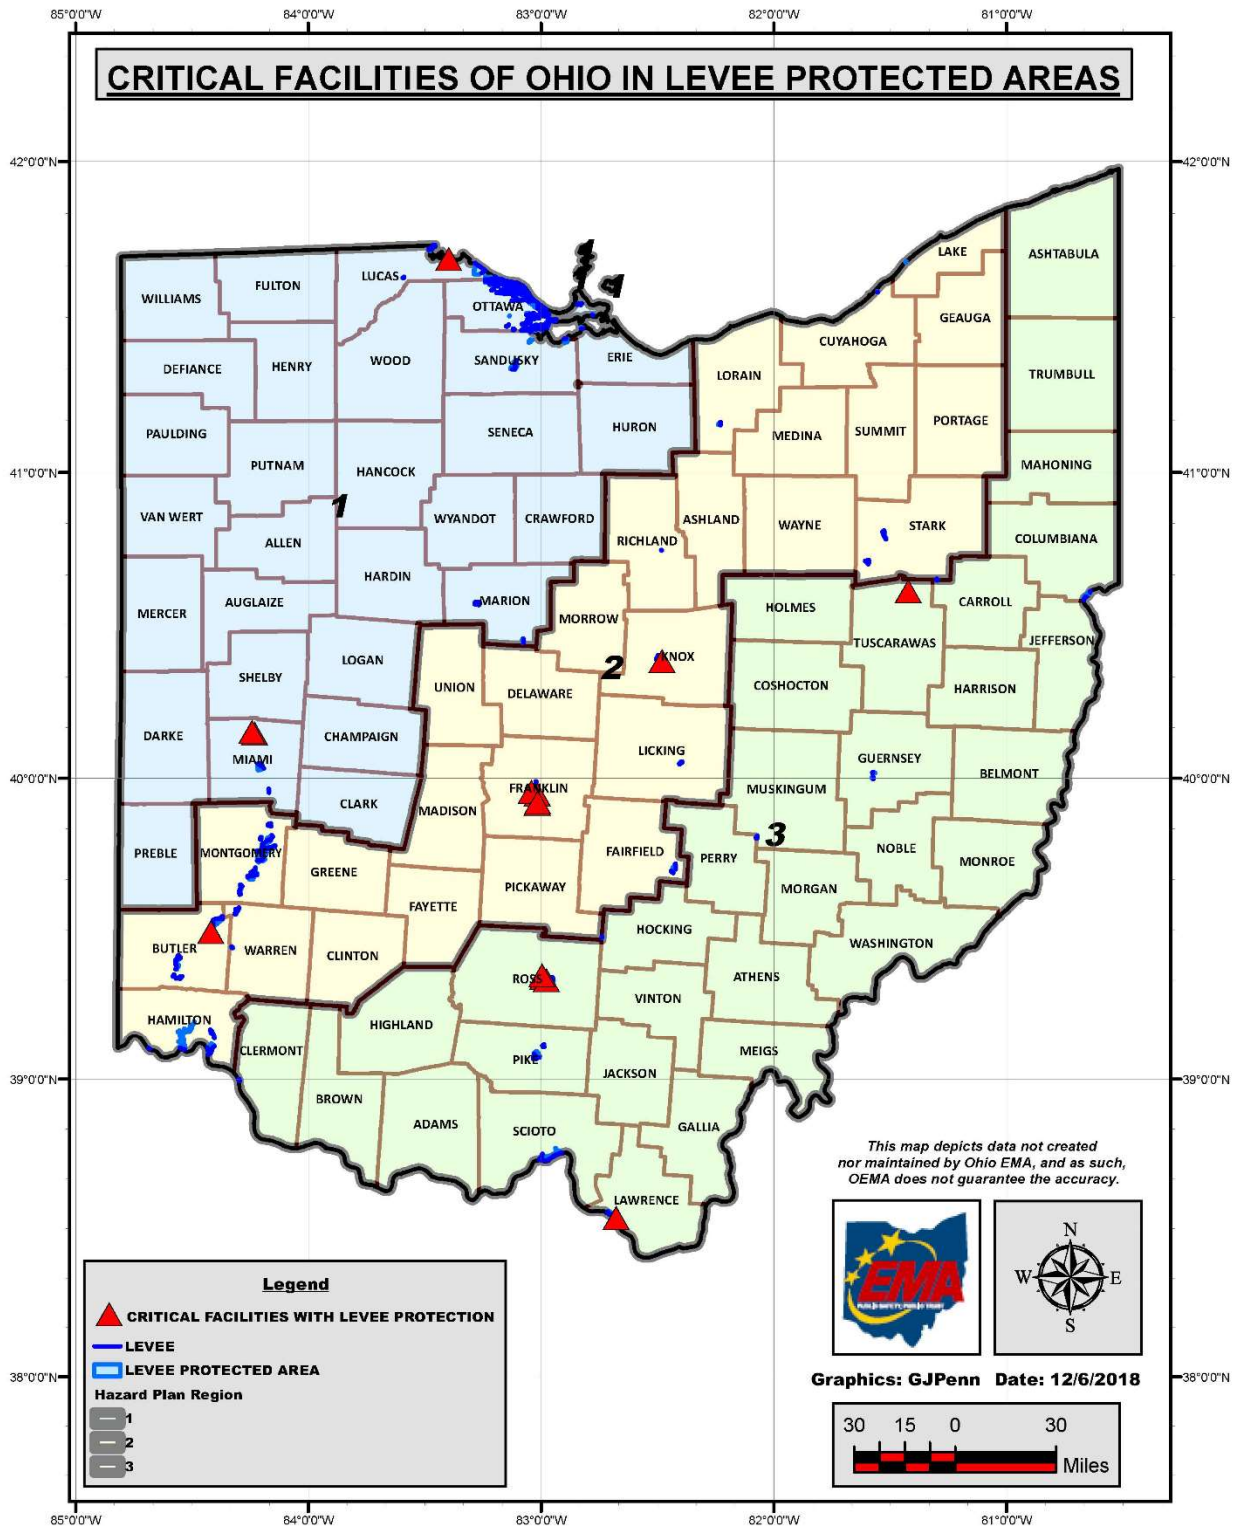 85°0'0"W 84°0'0"W 83°0'0"W 82°0'0"W 81°0'0"W
CRITICAL FACILITIES OF OHIO IN LEVEE PROTECTED AREAS
42°0'0"N 42°0'0"N
LAKE
ASHTABULA
LUCAS
FULTON
WILLIAMS
OTTAWA
GEAUGA
CUYAHOGA
ERIE
WOOD
SANDUSKY
HENRY
DEFIANCE
LORAIN
TRUMBULL
PORTAGE
HURON
SENECA
SUMMIT
MEDINA
PAULDING
PUTNAM
MAHONING
41°0'0"N 41°0'0"N
HANCOCK
1
VAN WERT
WYANDOT
CRAWFORD
ASHLAND
WAYNE
STARK
COLUMBIANA
RICHLAND
ALLEN
HARDIN
AUGLAIZE
MARION
CARROLL
HOLMES
MERCER
MORROW
JEFFERSON
TUSCARAWAS
KNOX
LOGAN
2
SHELBY
UNION
DELAWARE
COSHOCTON
HARRISON
DARKE
CHAMPAIGN
LICKING
MIAMI
GUERNSEY
BELMONT
40°0'0"N 40°0'0"N
FRANKLIN
MUSKINGUM
CLARK
MADISON
3
PREBLE
MONTGOMERY
FAIRFIELD
PERRY
NOBLE
MONROE
GREENE
PICKAWAY
MORGAN
FAYETTE
HOCKING
WASHINGTON
BUTLER
WARREN
CLINTON
ROSS
ATHENS
VINTON
HAMILTON
HIGHLAND
CLERMONT
MEIGS
PIKE
JACKSON
39°0'0"N 39°0'0"N
BROWN
ADAMS
SCIOTO
GALLIA
LAWRENCE
This map depicts data not created
nor maintained by Ohio EMA, and as such,
OEMA does not guarantee the accuracy.
EMA
N
W E
S
Legend
CRITICAL FACILITIES WITH LEVEE PROTECTION
LEVEE
LEVEE PROTECTED AREA
Hazard Plan Region
1
2
3
38°0'0"N 38°0'0"N
Graphics: GJPenn Date: 12/6/2018
30 15 0 30
Miles
85°0'0"W 84°0'0"W 83°0'0"W 82°0'0"W 81°0'0"W